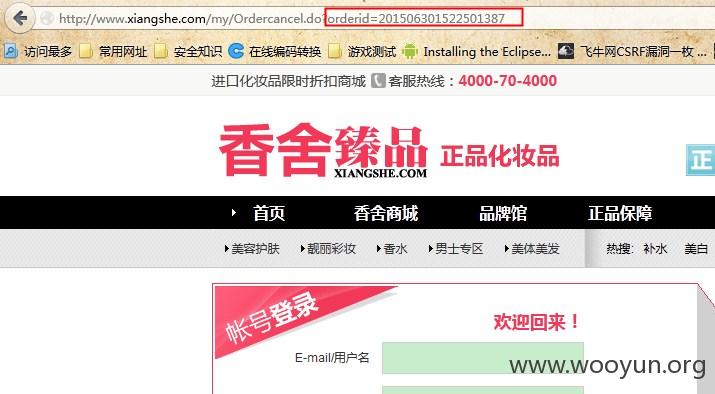 http://www.xiangshe.com/my/Ordercancel.do?orderid=201506301522501387
访问最多 常用网址 安全知识 在线编码转换 游戏测试 Installing the Eclipse... 飞牛网CSRF漏洞一枚 ...
进口化妆品限时折扣商城 客服热线：4000-70-4000
香舍臻品 XIANGSHE.COM 正品化妆品 正
首页 香舍商城 品牌馆 正品保障
美容护肤 靓丽彩妆 香水 男士专区 美体美发 热搜： 补水 美白
帐号登录
欢迎回来！
E-mail/用户名
www.wooyun.org